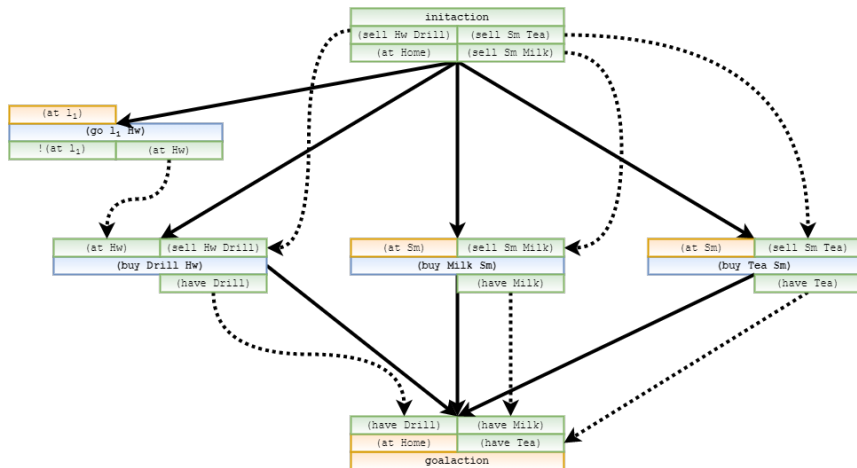 initaction
(sell Hw Drill) (sell Sm Tea)
(at Home) (sell Sm Milk)
(at l₁)
(go l₁ Hw)
!(at l₁) (at Hw)
(at Hw) (sell Hw Drill)
(buy Drill Hw)
(have Drill)
(at Sm) (sell Sm Milk)
(buy Milk Sm)
(have Milk)
(at Sm) (sell Sm Tea)
(buy Tea Sm)
(have Tea)
(have Drill) (have Milk)
(at Home) (have Tea)
goalaction